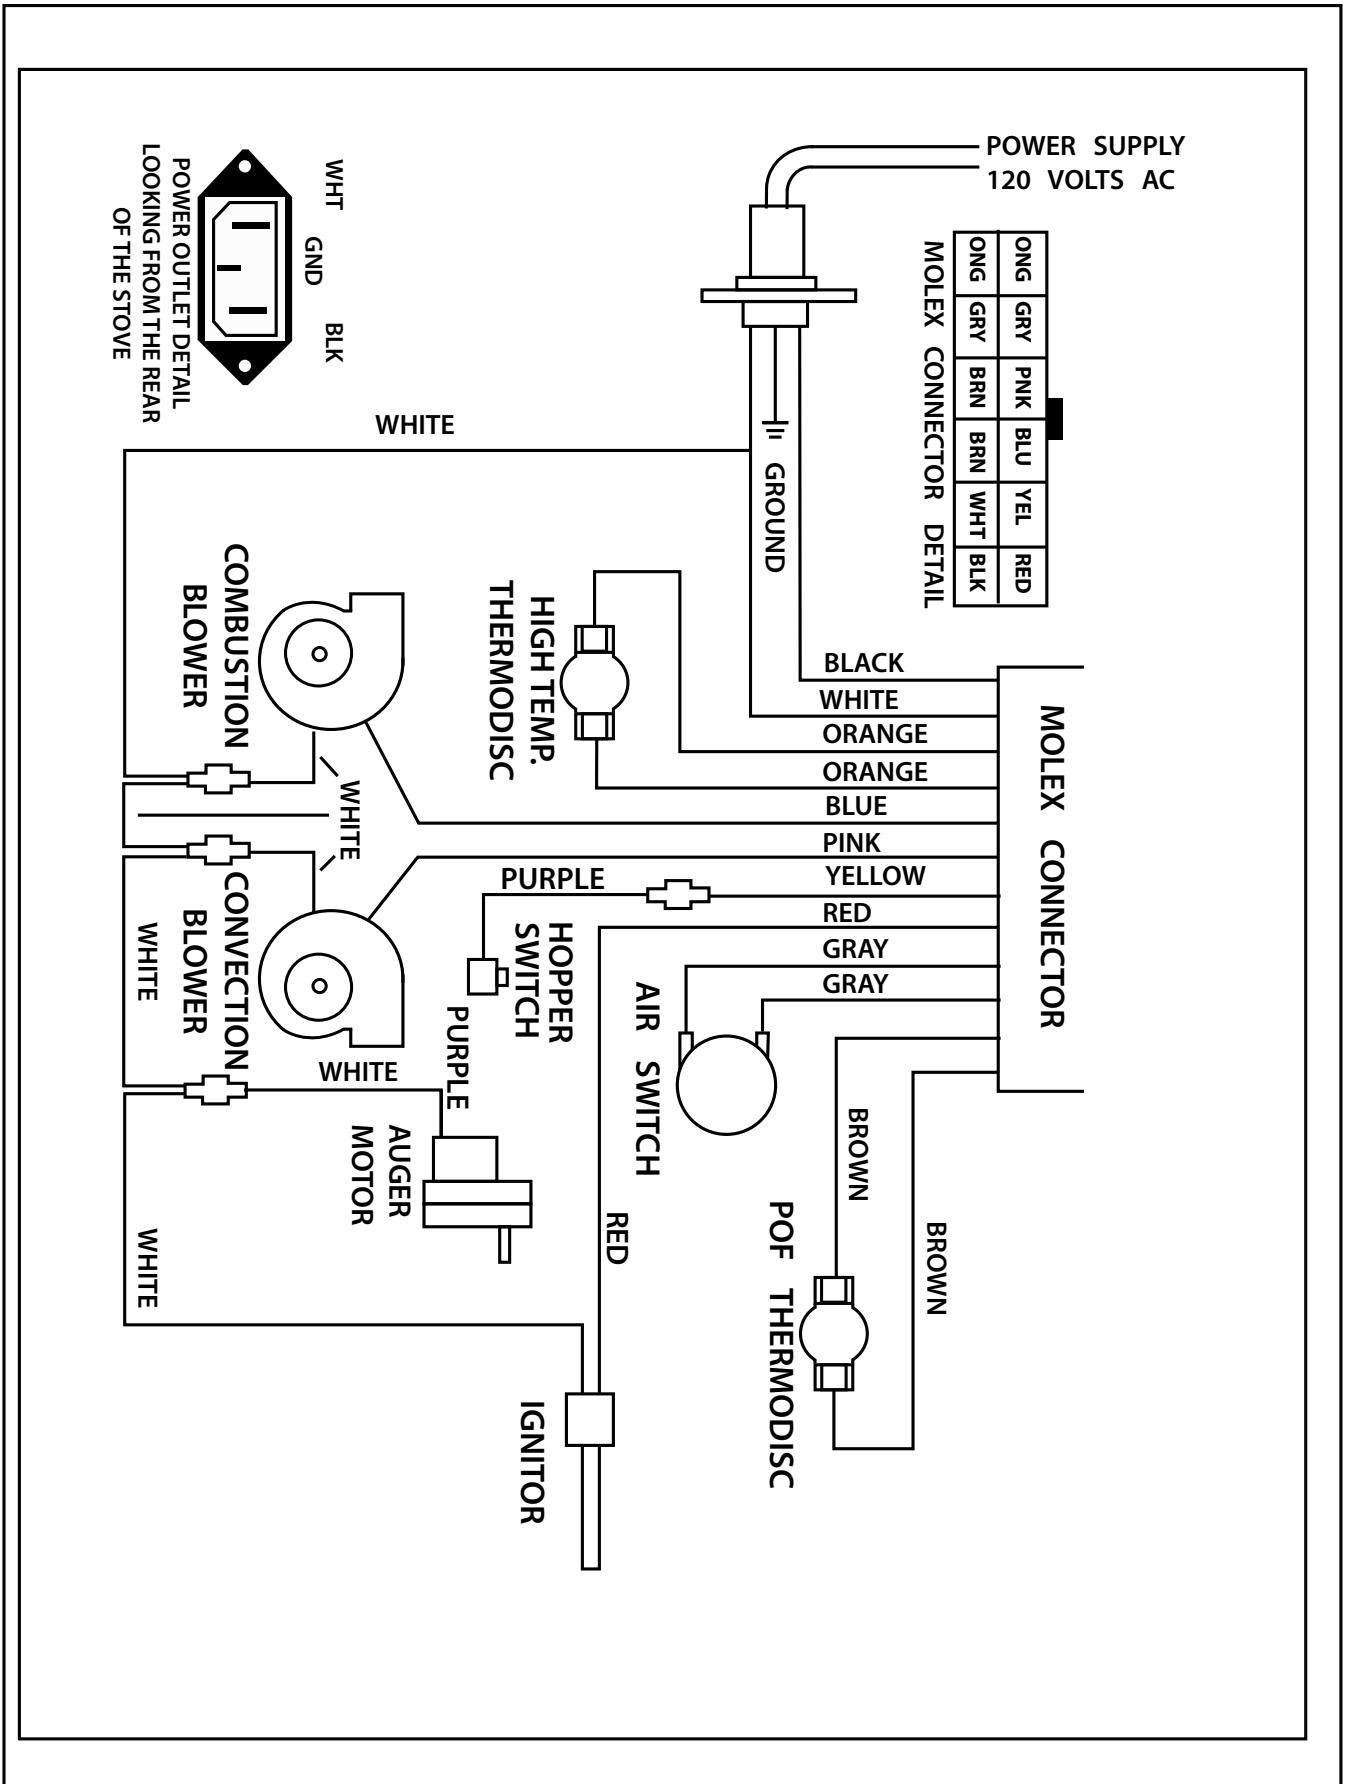 POWER SUPPLY
120 VOLTS AC
WHT
GND
BLK
POWER OUTLET DETAIL
LOOKING FROM THE REAR
OF THE STOVE
ONG GRY PNK BLU YEL RED
ONG GRY BRN BRN WHT BLK
MOLEX CONNECTOR DETAIL
WHITE
GROUND
COMBUSTION
BLOWER
HIGH TEMP.
THERMODISC
BLACK
WHITE
ORANGE
ORANGE
BLUE
PINK
YELLOW
RED
GRAY
GRAY
MOLEX CONNECTOR
WHITE
PURPLE
HOPPER
SWITCH
CONVECTION
BLOWER
WHITE
PURPLE
WHITE
AIR SWITCH
AUGER
MOTOR
BROWN
BROWN
RED
POF THERMODISC
WHITE
IGNITOR